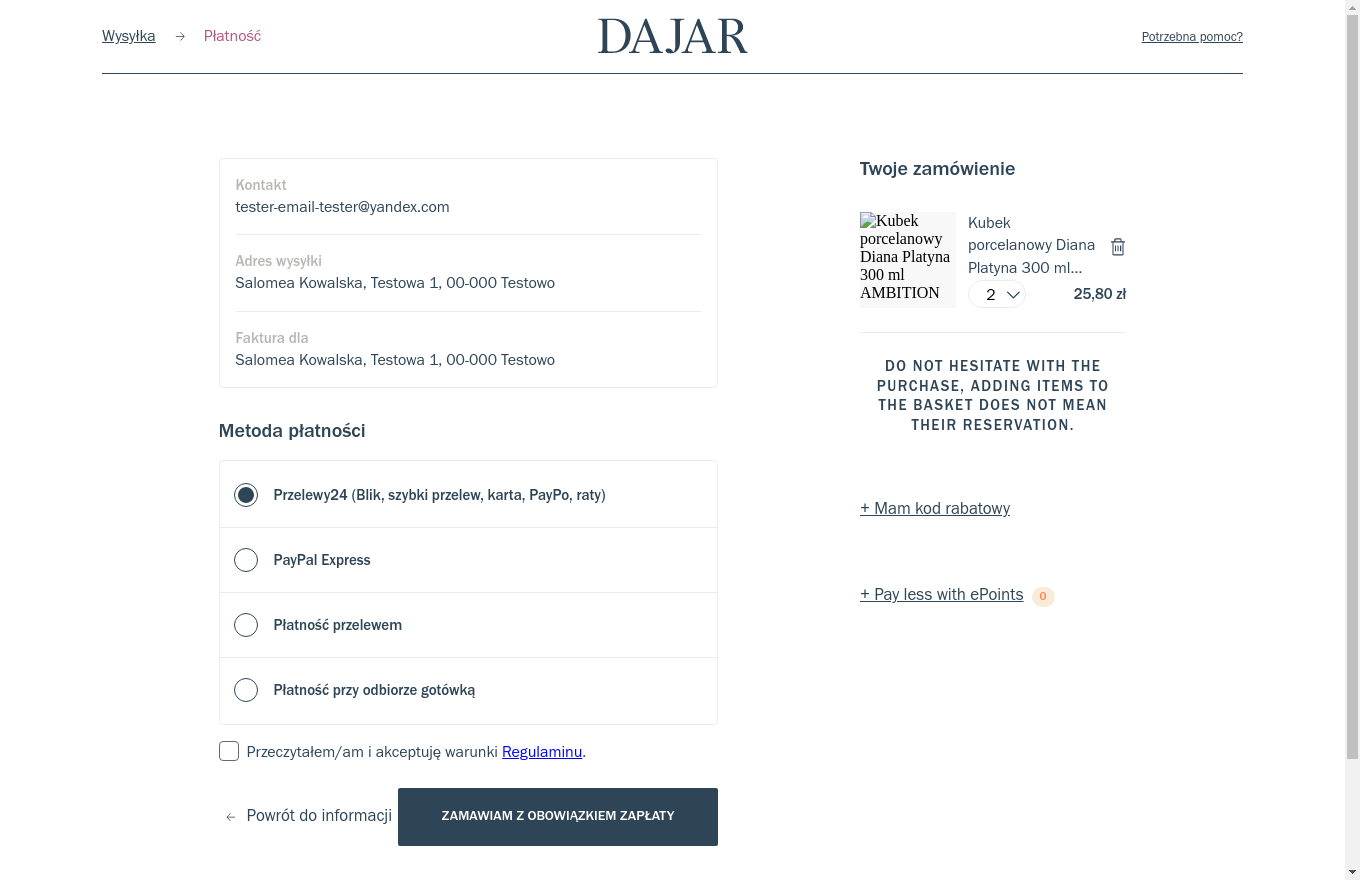 Wysyłka → Płatność
DAJAR
Potrzebna pomoc?
Kontakt
tester-email-tester@yandex.com
Adres wysyłki
Salomea Kowalska, Testowa 1, 00-000 Testowo
Faktura dla
Salomea Kowalska, Testowa 1, 00-000 Testowo
Metoda płatności
Przelewy24 (Blik, szybki przelew, karta, PayPo, raty)
PayPal Express
Płatność przelewem
Płatność przy odbiorze gotówką
Przeczytałem/am i akceptuję warunki Regulaminu.
← Powrót do informacji
ZAMAWIAM Z OBOWIĄZKIEM ZAPŁATY
Twoje zamówienie
Kubek
porcelanowy
Diana Platyna
300 ml
AMBITION
Kubek
porcelanowy Diana
Platyna 300 ml...
2
25,80 zł
DO NOT HESITATE WITH THE
PURCHASE, ADDING ITEMS TO
THE BASKET DOES NOT MEAN
THEIR RESERVATION.
+ Mam kod rabatowy
+ Pay less with ePoints 0